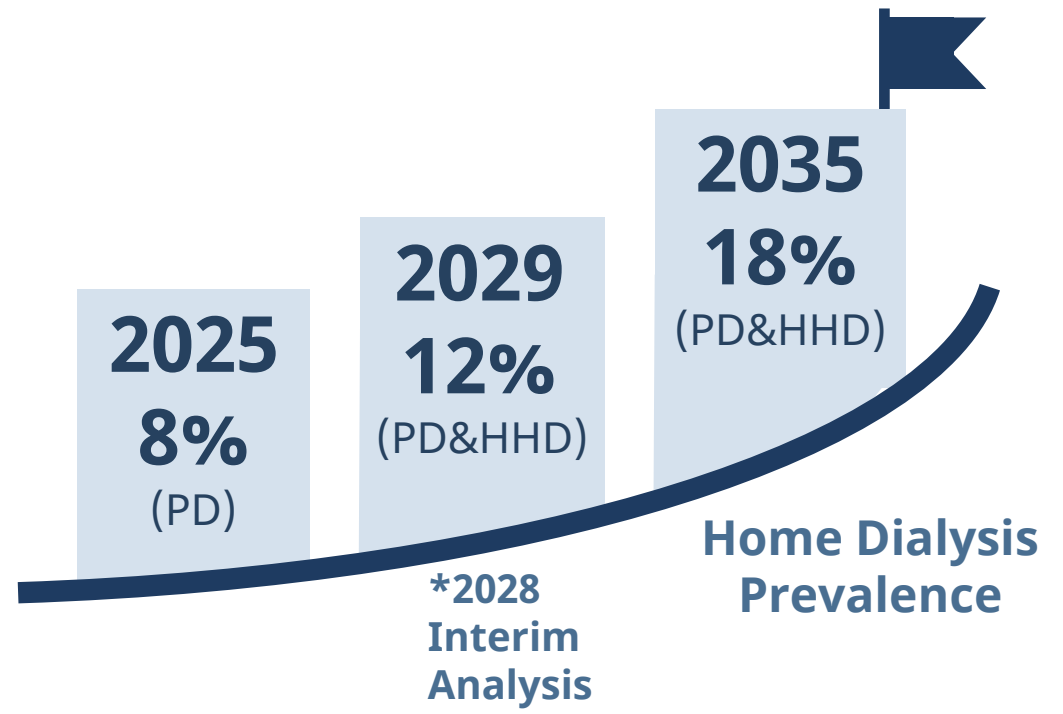 2025
8%
(PD)
2029
12%
(PD&HHD)
2035
18%
(PD&HHD)
*2028
Interim
Analysis
Home Dialysis
Prevalence